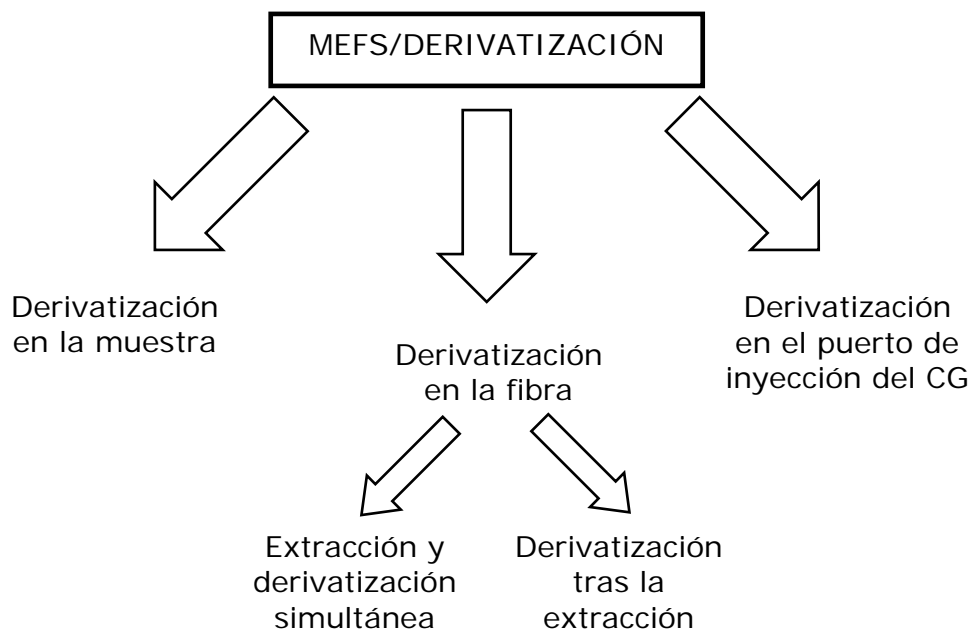 MEFS/DERIVATIZACIÓN
Derivatización
en la muestra
Derivatización
en la fibra
Derivatización
en el puerto de
inyección del CG
Extracción y
derivatización
simultánea
Derivatización
tras la
extracción